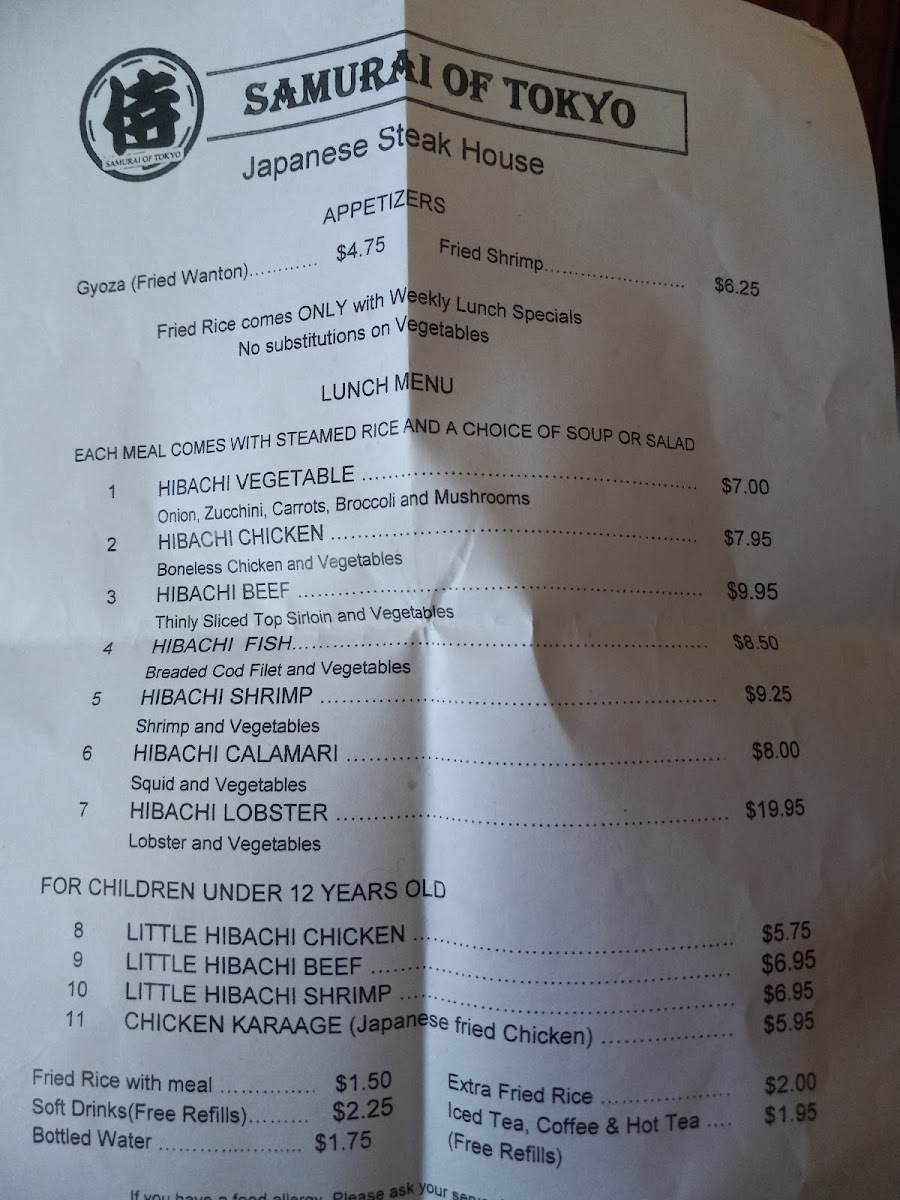 侍
SAMURAI OF TOKYO
SAMURAI OF TOKYO
Japanese Steak House
APPETIZERS
Gyoza (Fried Wanton)............ $4.75 Fried Shrimp........................ $6.25
Fried Rice comes ONLY with Weekly Lunch Specials
No substitutions on Vegetables
LUNCH MENU
EACH MEAL COMES WITH STEAMED RICE AND A CHOICE OF SOUP OR SALAD
1 HIBACHI VEGETABLE ........................................ $7.00
Onion, Zucchini, Carrots, Broccoli and Mushrooms
2 HIBACHI CHICKEN ........................................ $7.95
Boneless Chicken and Vegetables
3 HIBACHI BEEF ........................................ $9.95
Thinly Sliced Top Sirloin and Vegetables
4 HIBACHI FISH........................................ $8.50
Breaded Cod Filet and Vegetables
5 HIBACHI SHRIMP ........................................ $9.25
Shrimp and Vegetables
6 HIBACHI CALAMARI ........................................ $8.00
Squid and Vegetables
7 HIBACHI LOBSTER ........................................ $19.95
Lobster and Vegetables
FOR CHILDREN UNDER 12 YEARS OLD
8 LITTLE HIBACHI CHICKEN ........................................ $5.75
9 LITTLE HIBACHI BEEF ........................................ $6.95
10 LITTLE HIBACHI SHRIMP ........................................ $6.95
11 CHICKEN KARAAGE (Japanese fried Chicken) .................. $5.95
Fried Rice with meal ............. $1.50 Extra Fried Rice .................. $2.00
Soft Drinks(Free Refills)......... $2.25 Iced Tea, Coffee & Hot Tea .... $1.95
Bottled Water ..................... $1.75 (Free Refills)
If you have a food allergy, Please ask your